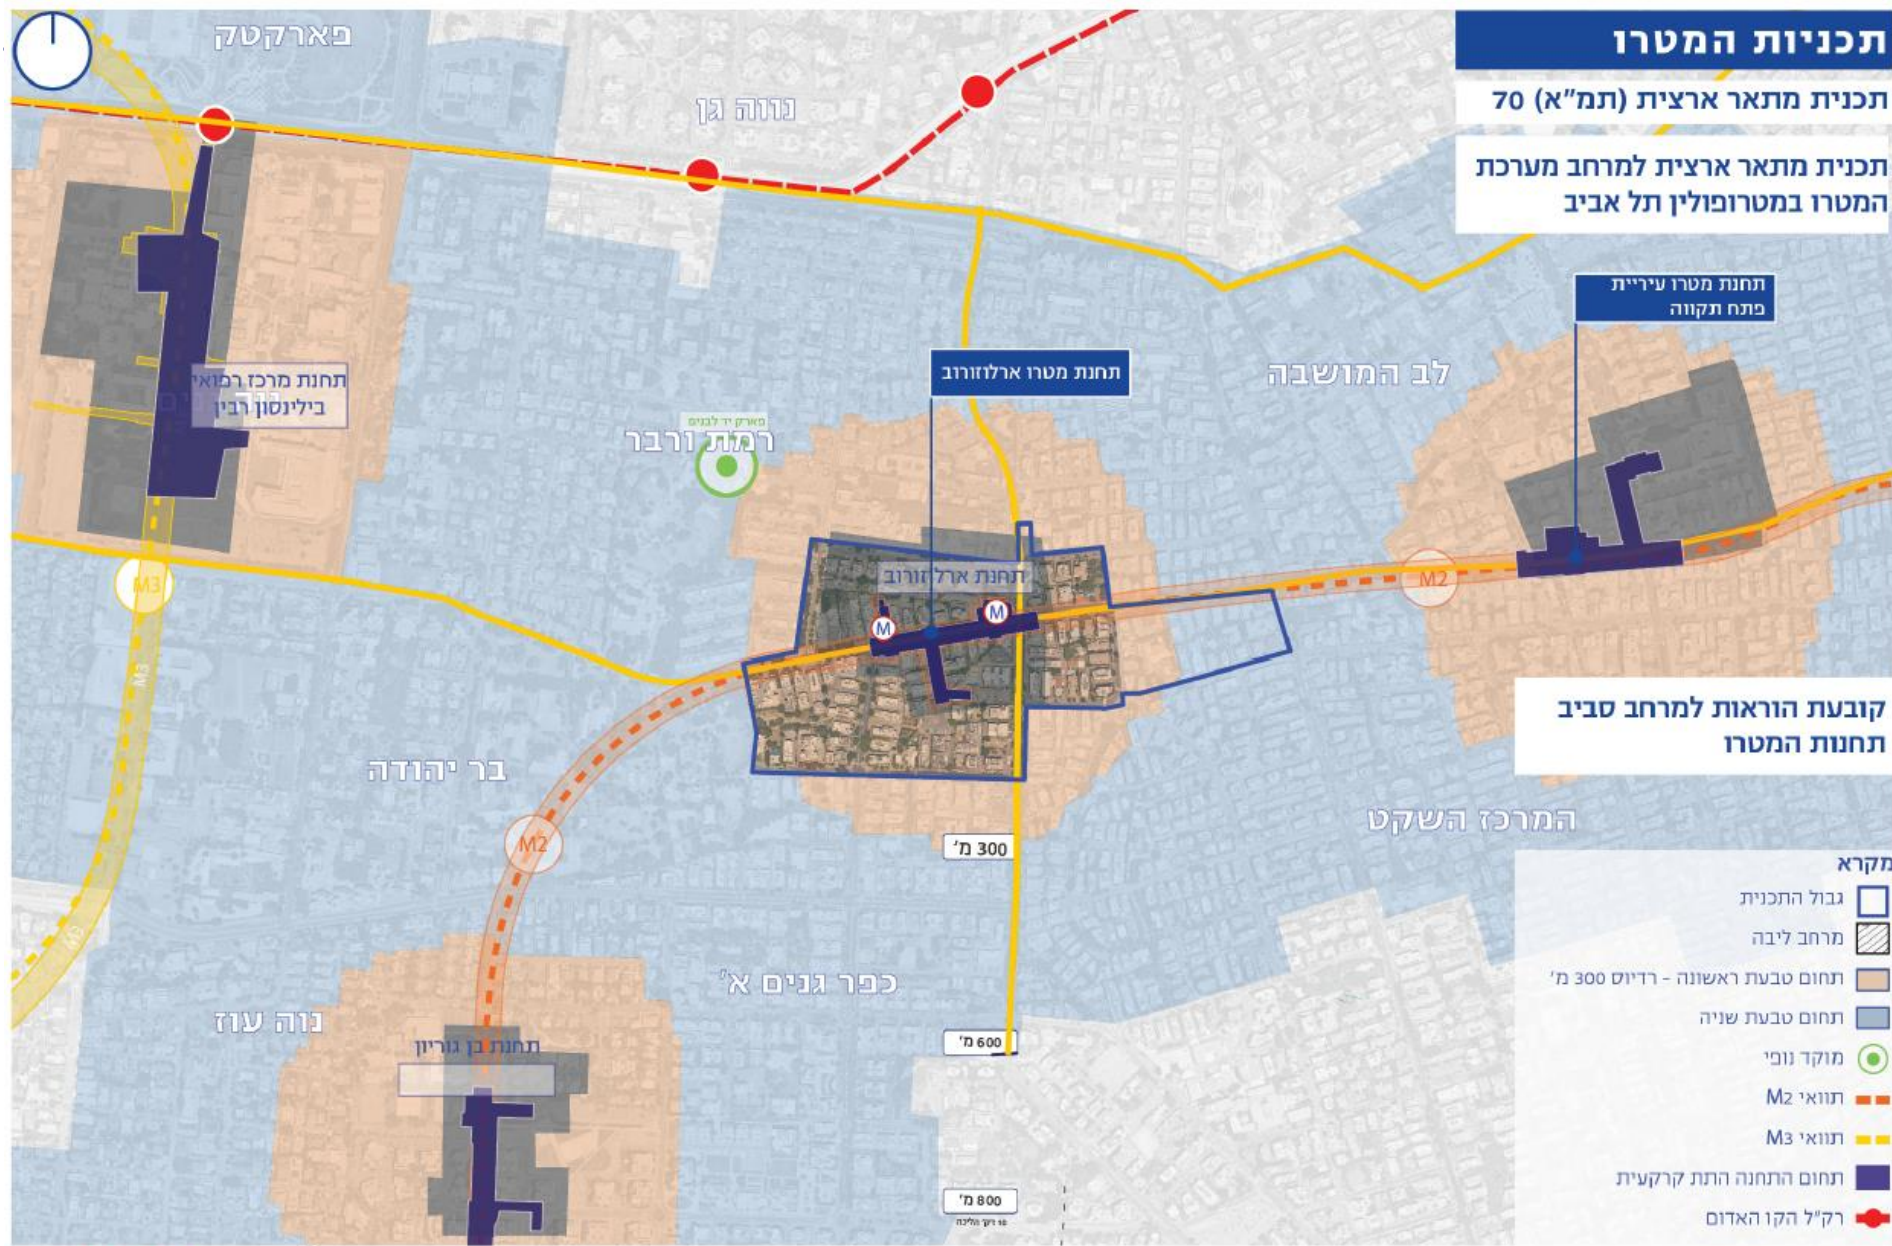 תכניות המטרו
תכנית מתאר ארצית (תמ"א) 70
תכנית מתאר ארצית למרחב מערכת
המטרו במטרופולין תל אביב
פארקטק
נווה גן
תחנת מטרו עיריית
פתח תקווה
תחנת מטרו ארלוזורוב
לב המושבה
תחנת מרכז רפואי
בילינסון רבין
פארק יד לבנים
רמת ורבר
תחנת ארלוזורוב
M
M
M2
M3
M3
קובעת הוראות למרחב סביב
תחנות המטרו
בר יהודה
המרכז השקט
M2
300 מ'
כפר גנים א'
נוה עוז
M3
תחנת בן גוריון
600 מ'
800 מ'
10 דק' הליכה
מקרא
גבול התכנית
מרחב ליבה
תחום טבעת ראשונה - רדיוס 300 מ'
תחום טבעת שניה
מוקד נופי
תוואי M2
תוואי M3
תחום התחנה התת קרקעית
רק"ל הקו האדום